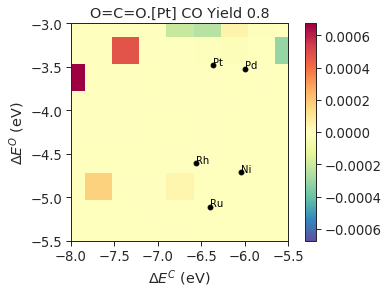 O=C=O.[Pt] CO Yield 0.8
−3.0
−3.5
−4.0
−4.5
−5.0
−5.5
ΔE^O (eV)
Pt
Pd
Rh
Ni
Ru
−8.0 −7.5 −7.0 −6.5 −6.0 −5.5
ΔE^C (eV)
0.0006
0.0004
0.0002
0.0000
−0.0002
−0.0004
−0.0006